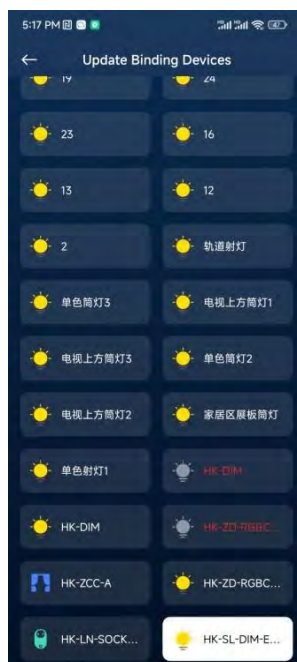 5:17 PM
Update Binding Devices
19
24
23
16
13
12
2
轨道射灯
单色筒灯3
电视上方筒灯1
电视上方筒灯3
单色筒灯2
电视上方筒灯2
家居区展板筒灯
单色射灯1
HK-DIM
HK-DIM
HK-ZD-RGBC...
HK-ZCC-A
HK-ZD-RGBC...
HK-LN-SOCK...
HK-SL-DIM-E...